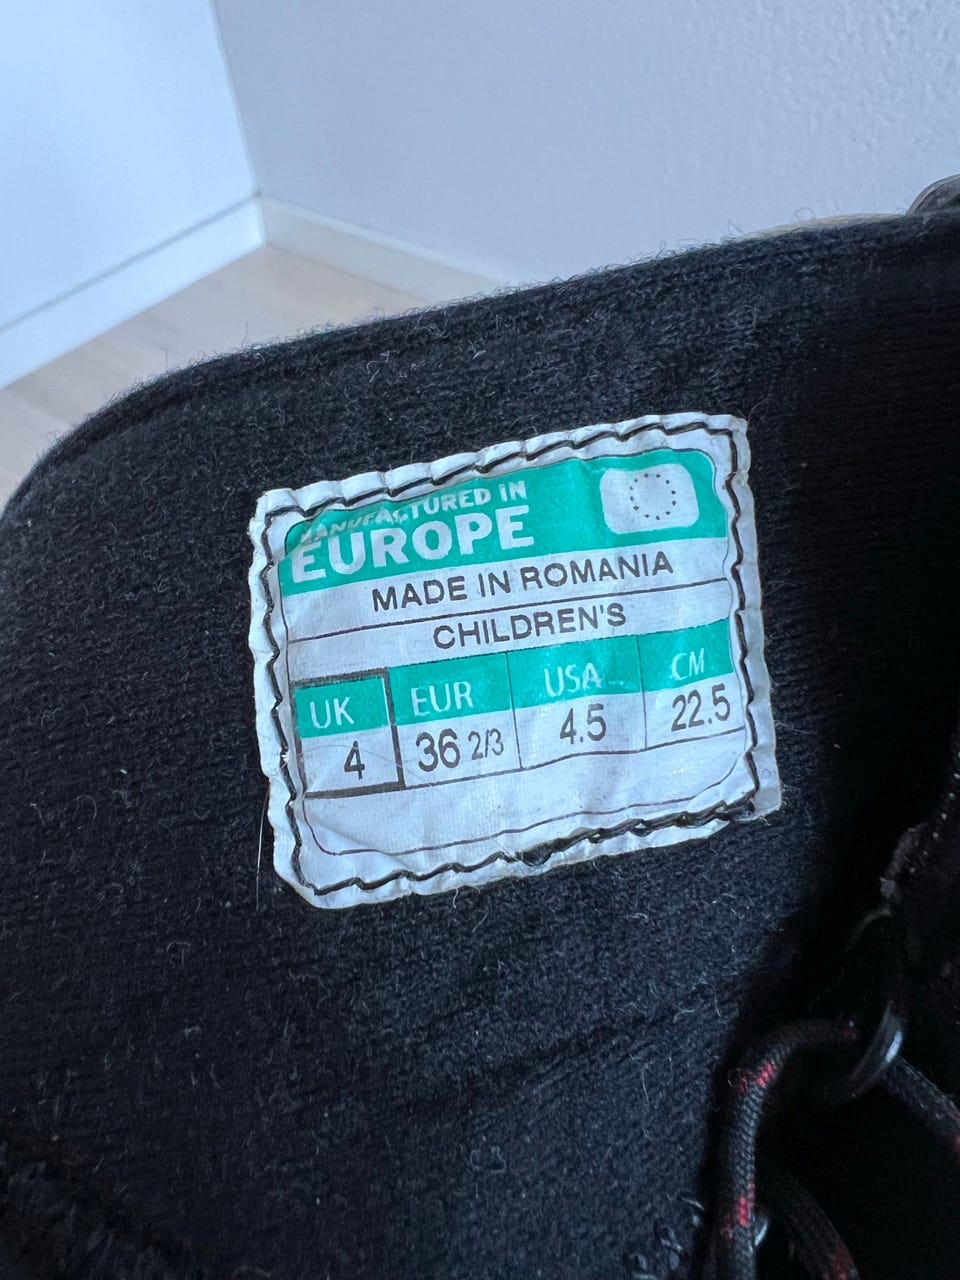 MANUFACTURED IN
EUROPE
MADE IN ROMANIA
CHILDREN'S
UK EUR USA CM
4 36 2/3 4.5 22.5